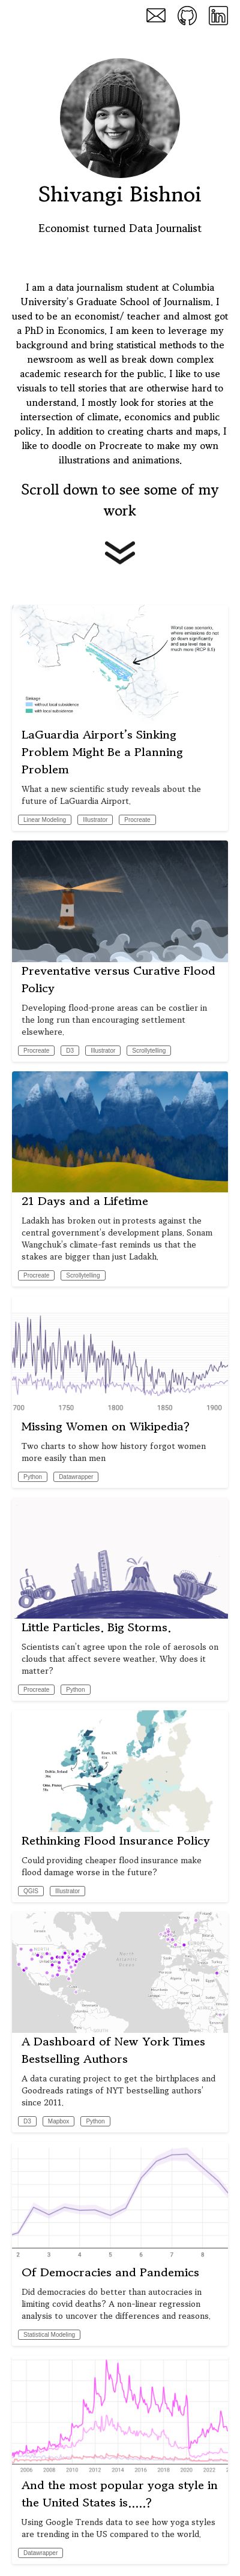 Shivangi Bishnoi
Economist turned Data Journalist
I am a data journalism student at Columbia
University's Graduate School of Journalism. I
used to be an economist/ teacher and almost got
a PhD in Economics. I am keen to leverage my
background and bring statistical methods to the
newsroom as well as break down complex
academic research for the public. I like to use
visuals to tell stories that are otherwise hard to
understand. I mostly look for stories at the
intersection of climate, economics and public
policy. In addition to creating charts and maps, I
like to doodle on Procreate to make my own
illustrations and animations.
Scroll down to see some of my
work
Worst case scenario,
where emissions do not
go down significantly
and sea level rise is
much more (RCP 8.5)
without local subsidence
with local subsidence
LaGuardia Airport's Sinking
Problem Might Be a Planning
Problem
What a new scientific study reveals about the
future of LaGuardia Airport.
Linear Modeling Illustrator Procreate
Preventative versus Curative Flood
Policy
Developing flood-prone areas can be costlier in
the long run than encouraging settlement
elsewhere.
Procreate D3 Illustrator Scrollytelling
21 Days and a Lifetime
Ladakh has broken out in protests against the
central government's development plans. Sonam
Wangchuk's climate-fast reminds us that the
stakes are bigger than just Ladakh.
Procreate Scrollytelling
700 1750 1800 1850 1900
Missing Women on Wikipedia?
Two charts to show how history forgot women
more easily than men
Python Datawrapper
Little Particles. Big Storms.
Scientists can't agree upon the role of aerosols on
clouds that affect severe weather. Why does it
matter?
Procreate Python
Rethinking Flood Insurance Policy
Could providing cheaper flood insurance make
flood damage worse in the future?
QGIS Illustrator
North
Atlantic
Ocean
A Dashboard of New York Times
Bestselling Authors
A data curating project to get the birthplaces and
Goodreads ratings of NYT bestselling authors'
since 2011.
D3 Mapbox Python
2 3 4 5 6 7 8
Of Democracies and Pandemics
Did democracies do better than autocracies in
limiting covid deaths? A non-linear regression
analysis to uncover the differences and reasons.
Statistical Modeling
2006 2008 2010 2012 2014 2016 2018 2020 2022
And the most popular yoga style in
the United States is.....?
Using Google Trends data to see how yoga styles
are trending in the US compared to the world.
Datawrapper